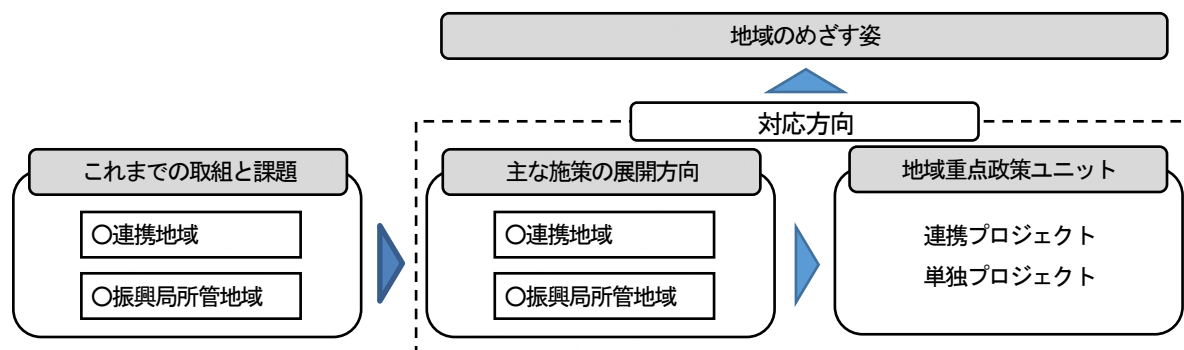 地域のめざす姿
対応方向
これまでの取組と課題
〇連携地域
〇振興局所管地域
主な施策の展開方向
〇連携地域
〇振興局所管地域
地域重点政策ユニット
連携プロジェクト
単独プロジェクト